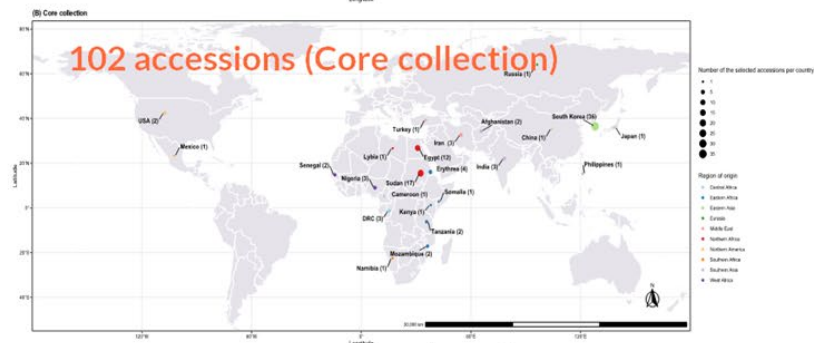 (B) Core collection
102 accessions (Core collection)
Russia (1)
USA (2)
Mexico (1)
Turkey (1)
Afghanistan (2)
South Korea (36)
Iran (3)
China (1)
Japan (1)
Lybia (1)
Egypt (12)
Senegal (2)
Nigeria (3)
Sudan (17)
Erythrea (4)
India (3)
Philippines (1)
Cameroon (1)
Somalia (1)
DRC (3)
Kenya (1)
Tanzania (2)
Mozambique (2)
Namibia (1)
Latitude
N
Number of the selected accessions per country
5
10
15
20
25
30
35
Region of origin
Central Africa
Eastern Africa
Eastern Asia
Eurasia
Middle East
Northern Africa
Northern America
Southern Africa
Southern Asia
West Africa